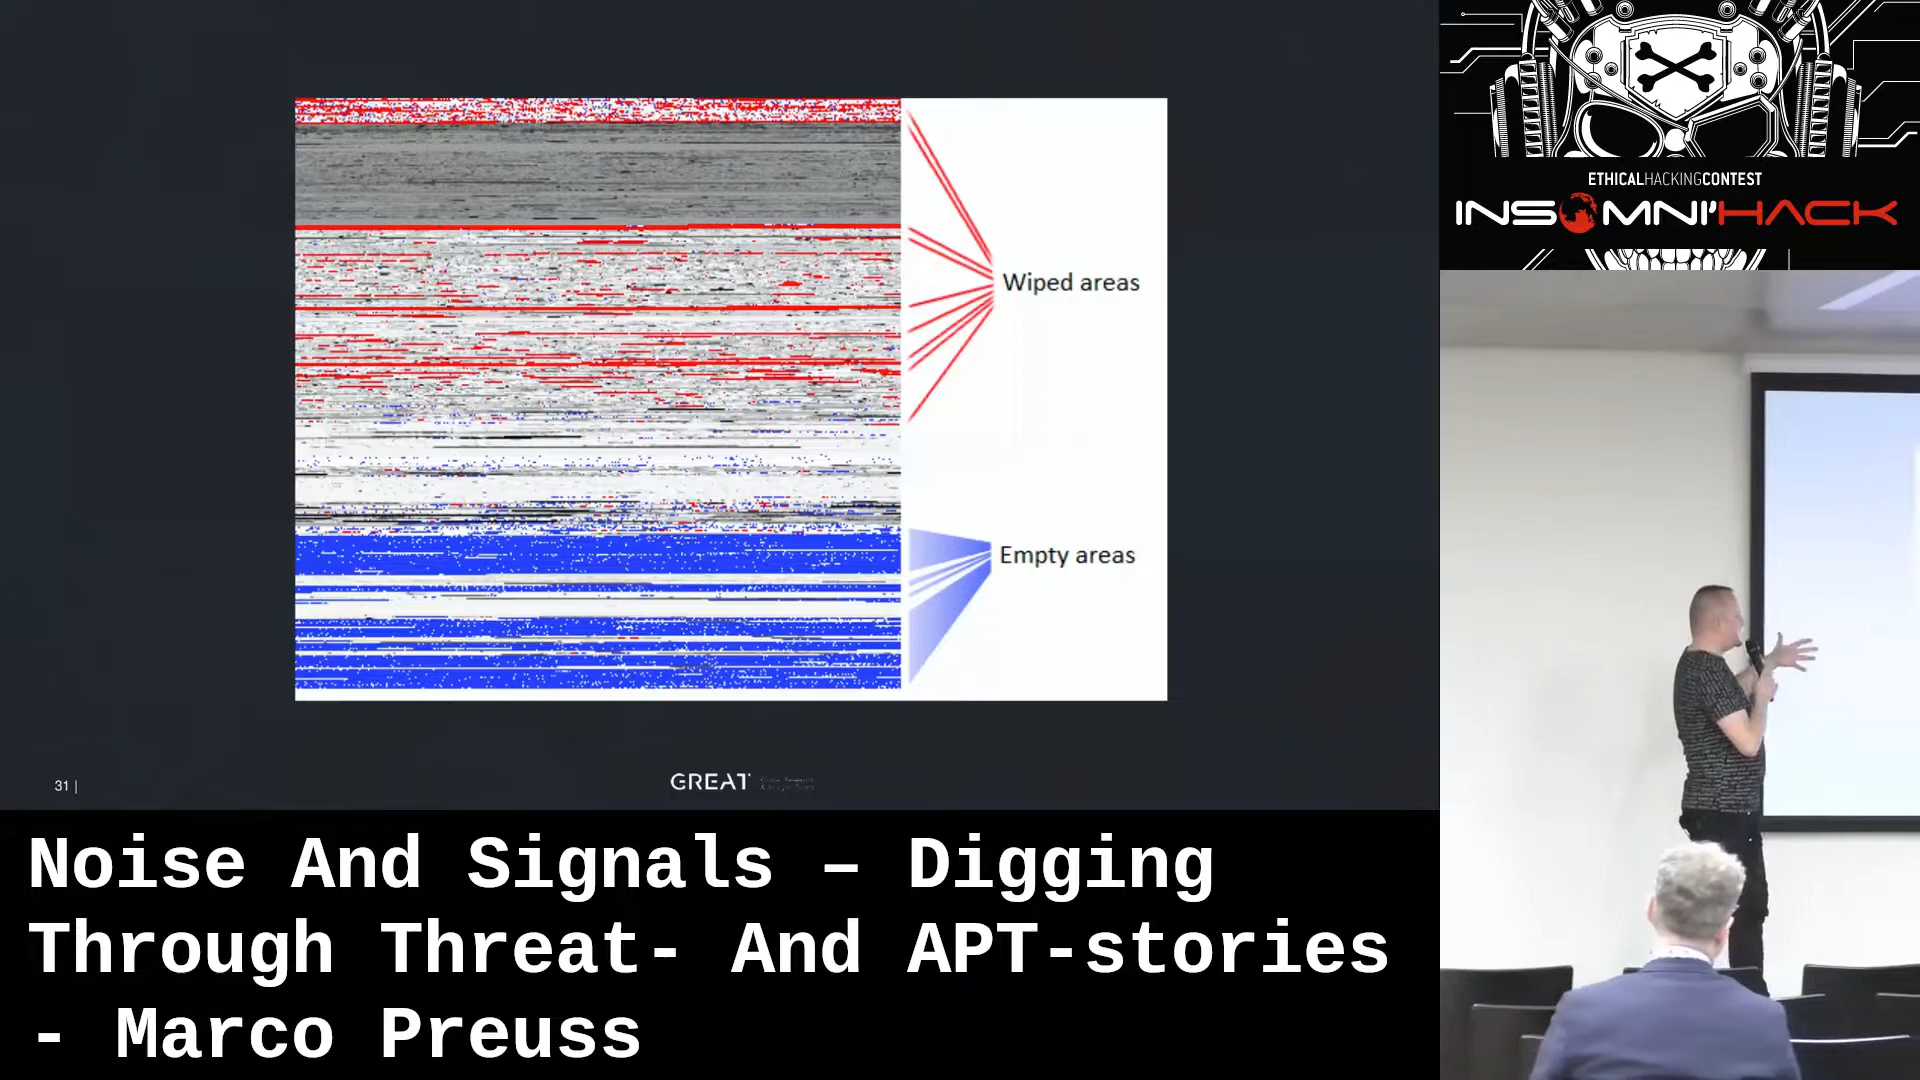 ETHICALHACKINGCONTEST
INSOMNI'HACK
Wiped areas
Empty areas
31 |
GREAT
Noise And Signals – Digging
Through Threat- And APT-stories
- Marco Preuss